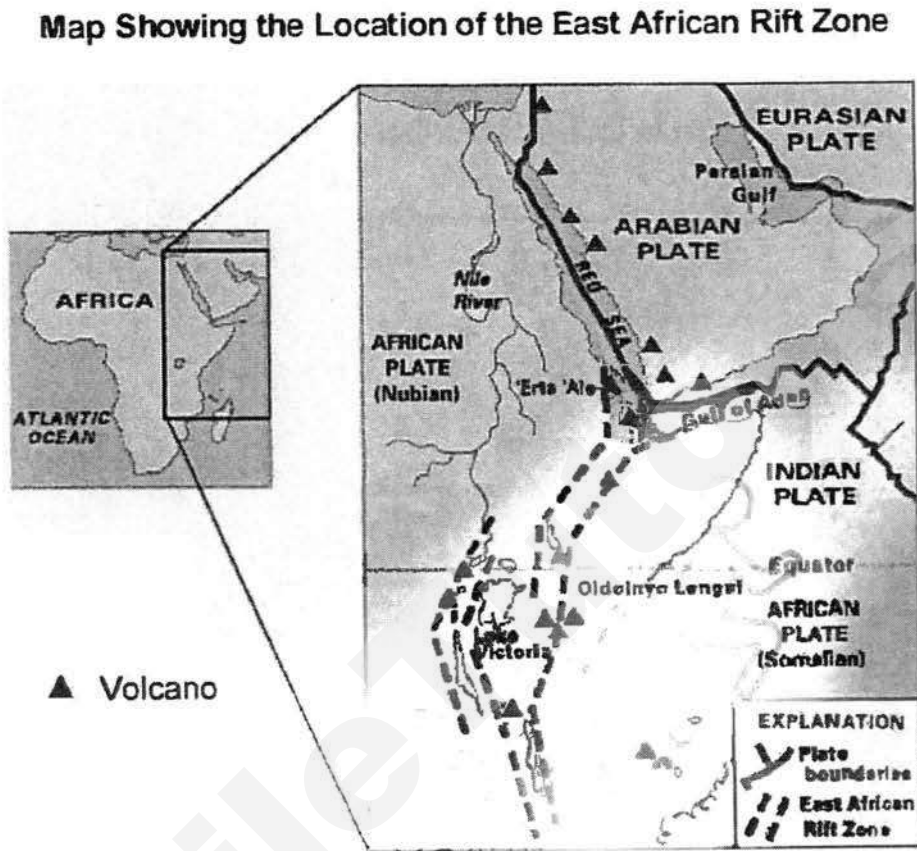 Map Showing the Location of the East African Rift Zone
EURASIAN
PLATE
Persian
Gulf
ARABIAN
PLATE
RED
SEA
Nile
River
AFRICA
AFRICAN
PLATE
(Nubian)
'Erta 'Ale
Gulf of Aden
ATLANTIC
OCEAN
INDIAN
PLATE
Equator
Oldoinyo Lengai
AFRICAN
PLATE
(Somalian)
Lake
Victoria
Volcano
EXPLANATION
Plate
boundaries
East African
Rift Zone